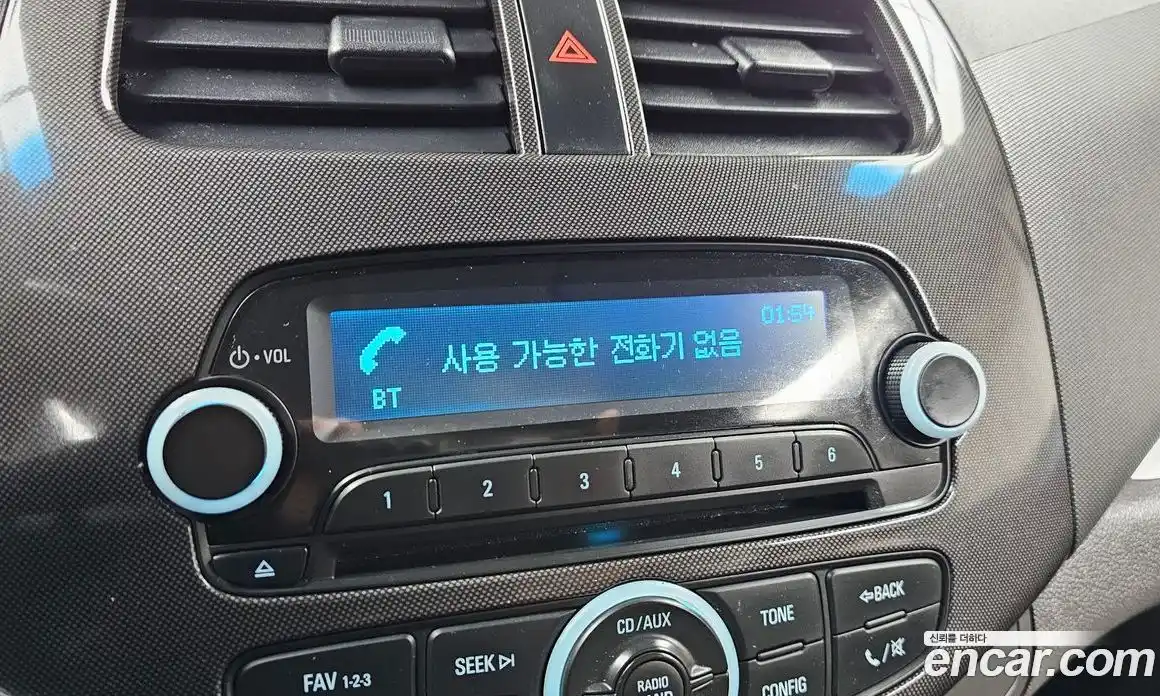 01:54
사용 가능한 전화기 없음
BT
VOL
1 2 3 4 5 6
CD/AUX
TONE
BACK
SEEK
FAV 1-2-3
RADIO
CONFIG
신뢰를 더하다
encar.com